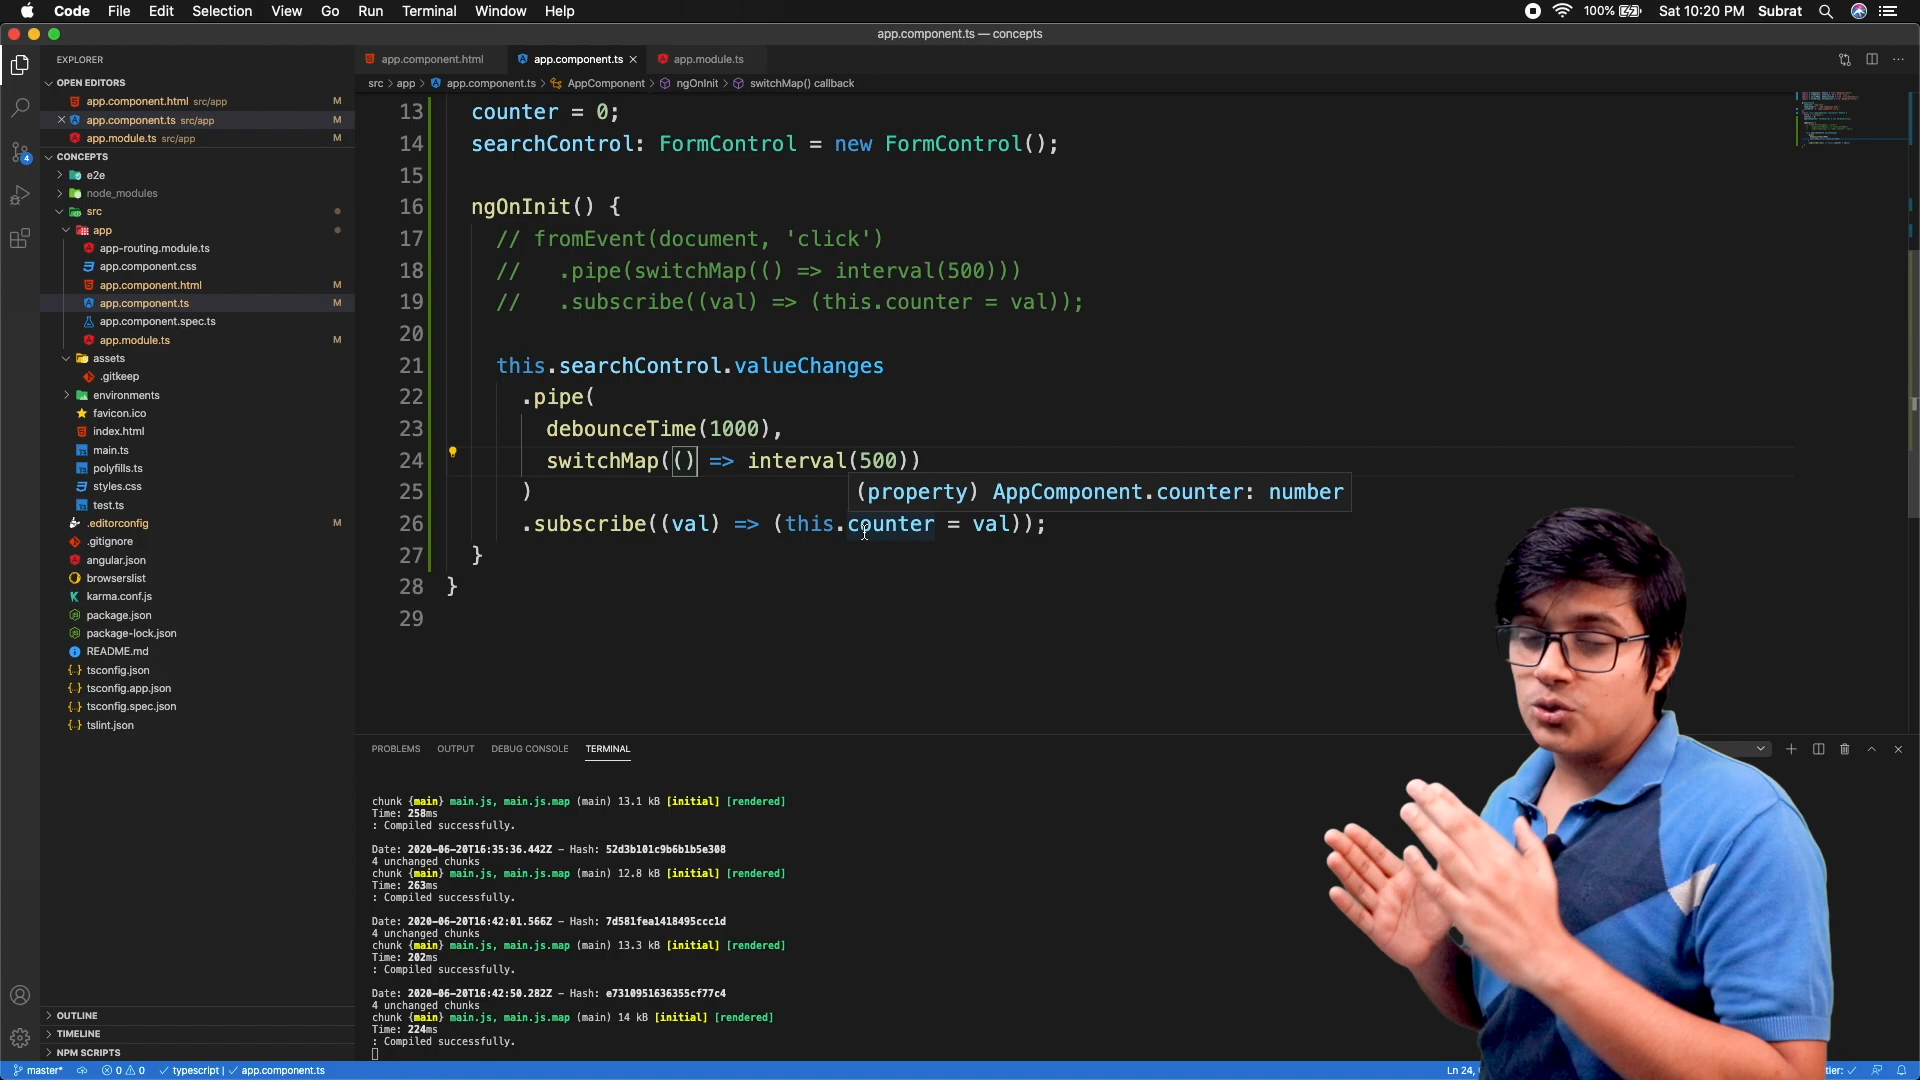 Code File Edit Selection View Go Run Terminal Window Help
100% Sat 10:20 PM Subrat
app.component.ts — concepts
EXPLORER
OPEN EDITORS
app.component.html src/app M
app.component.ts src/app M
app.module.ts src/app M
CONCEPTS
e2e
node_modules
src
app
app-routing.module.ts
app.component.css
app.component.html M
app.component.ts M
app.component.spec.ts
app.module.ts M
assets
.gitkeep
environments
favicon.ico
index.html
main.ts
polyfills.ts
styles.css
test.ts
.editorconfig M
.gitignore
angular.json
browserslist
karma.conf.js
package.json
package-lock.json
README.md
tsconfig.json
tsconfig.app.json
tsconfig.spec.json
tslint.json
OUTLINE
TIMELINE
NPM SCRIPTS
app.component.html app.component.ts app.module.ts
src > app > app.component.ts > AppComponent > ngOnInit > switchMap() callback
13 counter = 0;
14 searchControl: FormControl = new FormControl();
15
16 ngOnInit() {
17 // fromEvent(document, 'click')
18 //   .pipe(switchMap(() => interval(500)))
19 //   .subscribe((val) => (this.counter = val));
20
21 this.searchControl.valueChanges
22 .pipe(
23 debounceTime(1000),
24 switchMap(() => interval(500))
25 )
(property) AppComponent.counter: number
26 .subscribe((val) => (this.counter = val));
27 }
28 }
29
PROBLEMS OUTPUT DEBUG CONSOLE TERMINAL
chunk {main} main.js, main.js.map (main) 13.1 kB [initial] [rendered]
Time: 258ms
: Compiled successfully.
Date: 2020-06-20T16:35:36.442Z - Hash: 52d3b101c9b6b1b5e308
4 unchanged chunks
chunk {main} main.js, main.js.map (main) 12.8 kB [initial] [rendered]
Time: 263ms
: Compiled successfully.
Date: 2020-06-20T16:42:01.566Z - Hash: 7d581fea1418495ccc1d
4 unchanged chunks
chunk {main} main.js, main.js.map (main) 13.3 kB [initial] [rendered]
Time: 202ms
: Compiled successfully.
Date: 2020-06-20T16:42:50.282Z - Hash: e7310951636355cf77c4
4 unchanged chunks
chunk {main} main.js, main.js.map (main) 14 kB [initial] [rendered]
Time: 224ms
: Compiled successfully.
master* 0 0 typescript | app.component.ts Ln 24, tier:
4